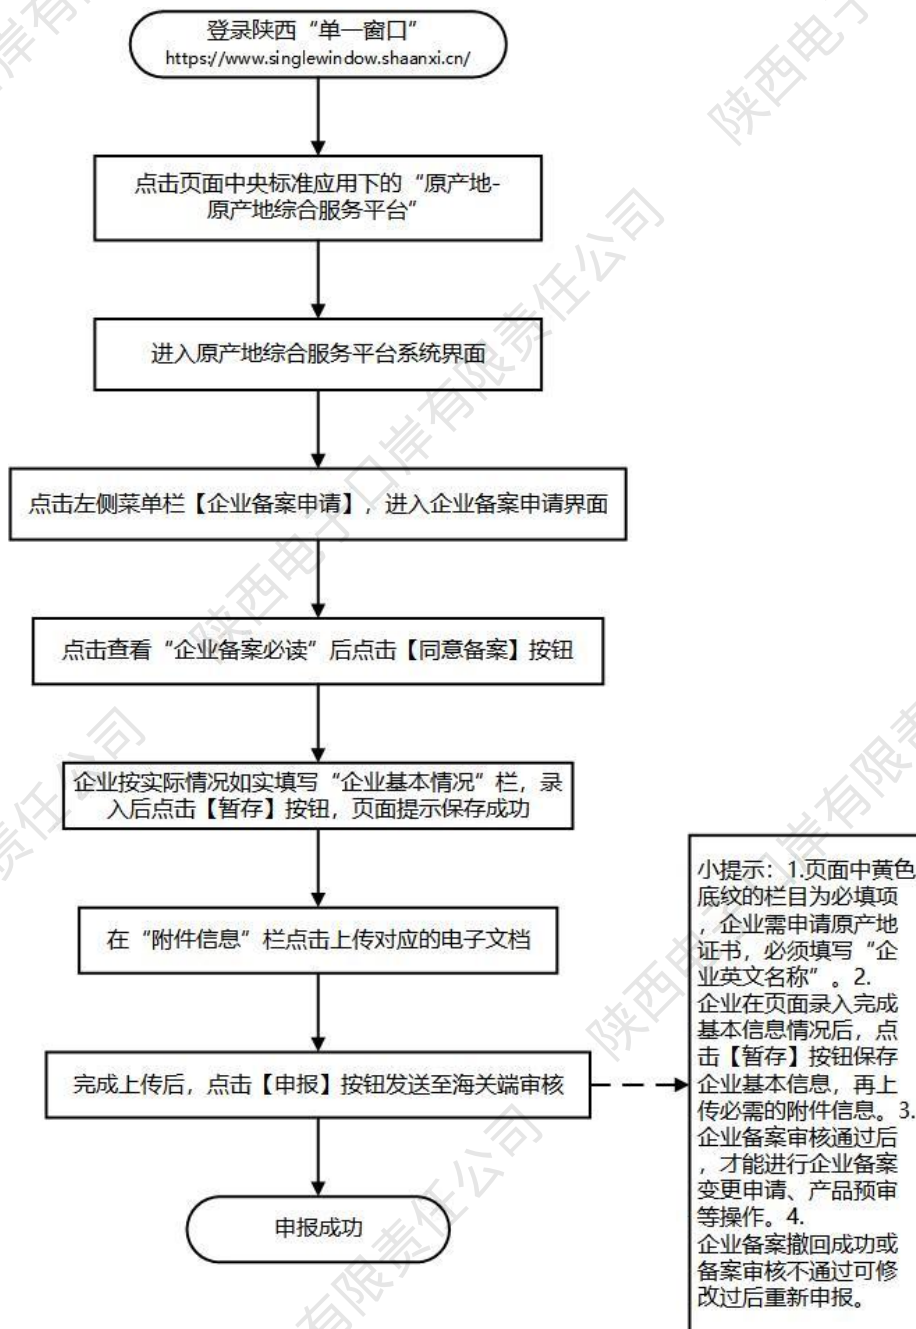 登录陕西“单一窗口”
https://www.singlewindow.shaanxi.cn/
点击页面中央标准应用下的“原产地-
原产地综合服务平台”
进入原产地综合服务平台系统界面
点击左侧菜单栏【企业备案申请】，进入企业备案申请界面
点击查看“企业备案必读”后点击【同意备案】按钮
企业按实际情况如实填写“企业基本情况”栏，录
入后点击【暂存】按钮，页面提示保存成功
在“附件信息”栏点击上传对应的电子文档
完成上传后，点击【申报】按钮发送至海关端审核
申报成功
小提示：1.页面中黄色
底纹的栏目为必填项
，企业需申请原产地
证书，必须填写“企
业英文名称”。2.
企业在页面录入完成
基本信息情况后，点
击【暂存】按钮保存
企业基本信息，再上
传必需的附件信息。3.
企业备案审核通过后
，才能进行企业备案
变更申请、产品预审
等操作。4.
企业备案撤回成功或
备案审核不通过可修
改过后重新申报。
陕西电子口岸有限责任公司